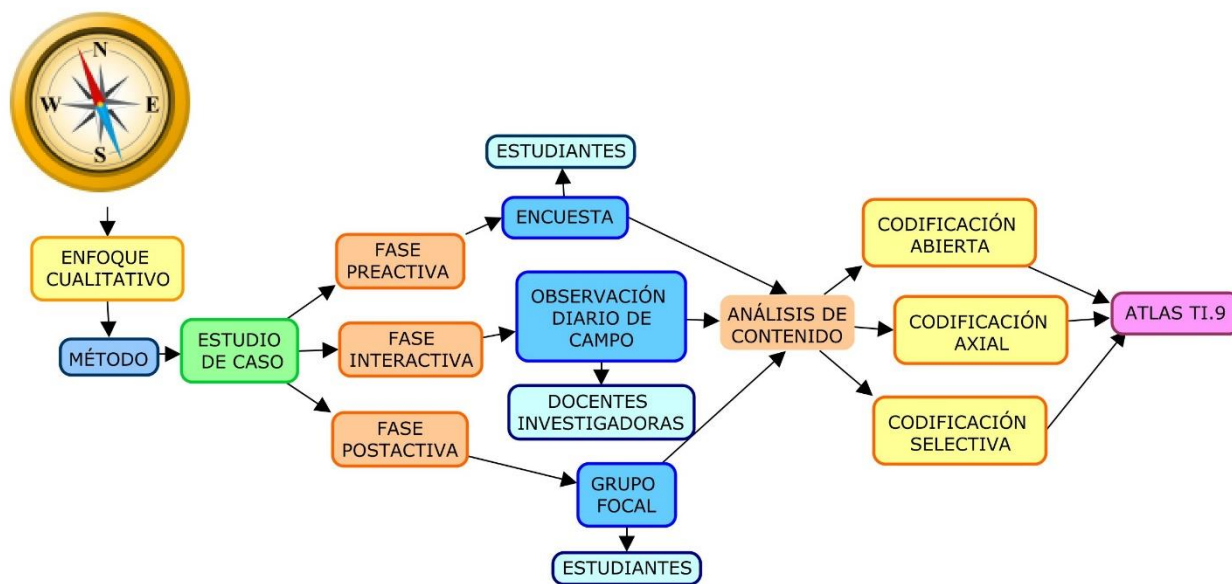 N
W
E
S
ENFOQUE
CUALITATIVO
MÉTODO
ESTUDIO
DE CASO
FASE
PREACTIVA
FASE
INTERACTIVA
FASE
POSTACTIVA
ESTUDIANTES
ENCUESTA
OBSERVACIÓN
DIARIO DE
CAMPO
DOCENTES
INVESTIGADORAS
GRUPO
FOCAL
ESTUDIANTES
ANÁLISIS DE
CONTENIDO
CODIFICACIÓN
ABIERTA
CODIFICACIÓN
AXIAL
CODIFICACIÓN
SELECTIVA
ATLAS TI.9